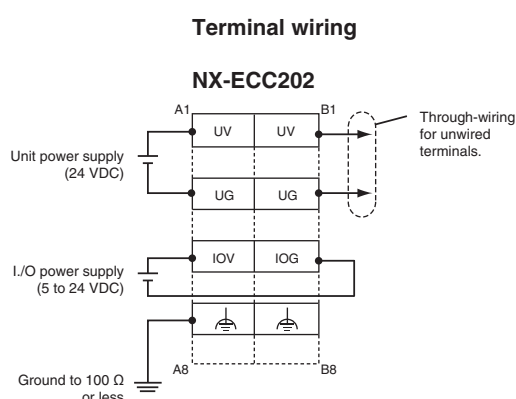 Terminal wiring
NX-ECC202
A1
B1
UV
UV
Through-wiring
for unwired
terminals.
Unit power supply
(24 VDC)
UG
UG
I./O power supply
(5 to 24 VDC)
IOV
IOG
A8
B8
Ground to 100 Ω
or less